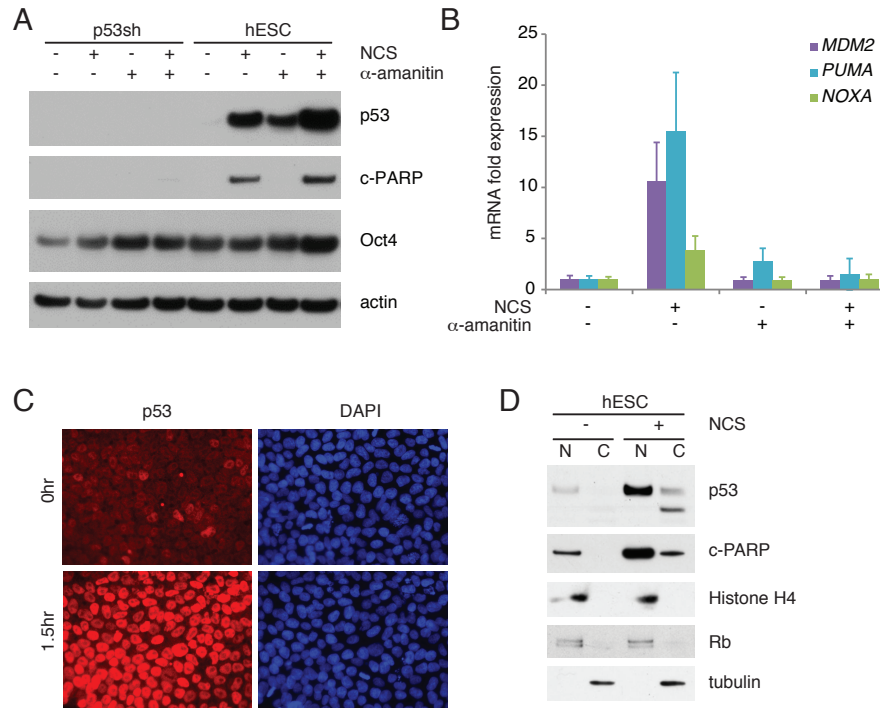 A
p53sh hESC
- + - + - + - + NCS
- - + + - - + + α-amanitin
p53
c-PARP
Oct4
actin
B
mRNA fold expression
25
20
15
10
5
0
MDM2
PUMA
NOXA
NCS - + - +
α-amanitin - - + +
C
p53 DAPI
0hr
1.5hr
D
hESC
- + NCS
N C N C
p53
c-PARP
Histone H4
Rb
tubulin